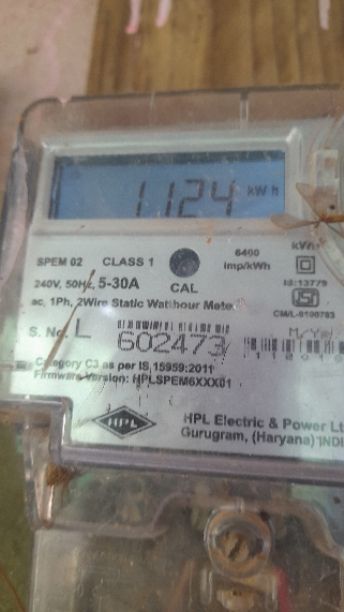 1124 kWh
SPEM 02 CLASS 1 6400 imp/kWh
240V, 50Hz, 5-30A CAL IS:13779
ac, 1Ph, 2Wire Static Watthour Meter
CM/L-8100783
S. No. L 602473 M/Y
Category C3 as per IS,15959:2011
Firmware Version: HPLSPEM6XXX01
HPL HPL Electric & Power Lt
Gurugram, (Haryana) INDI